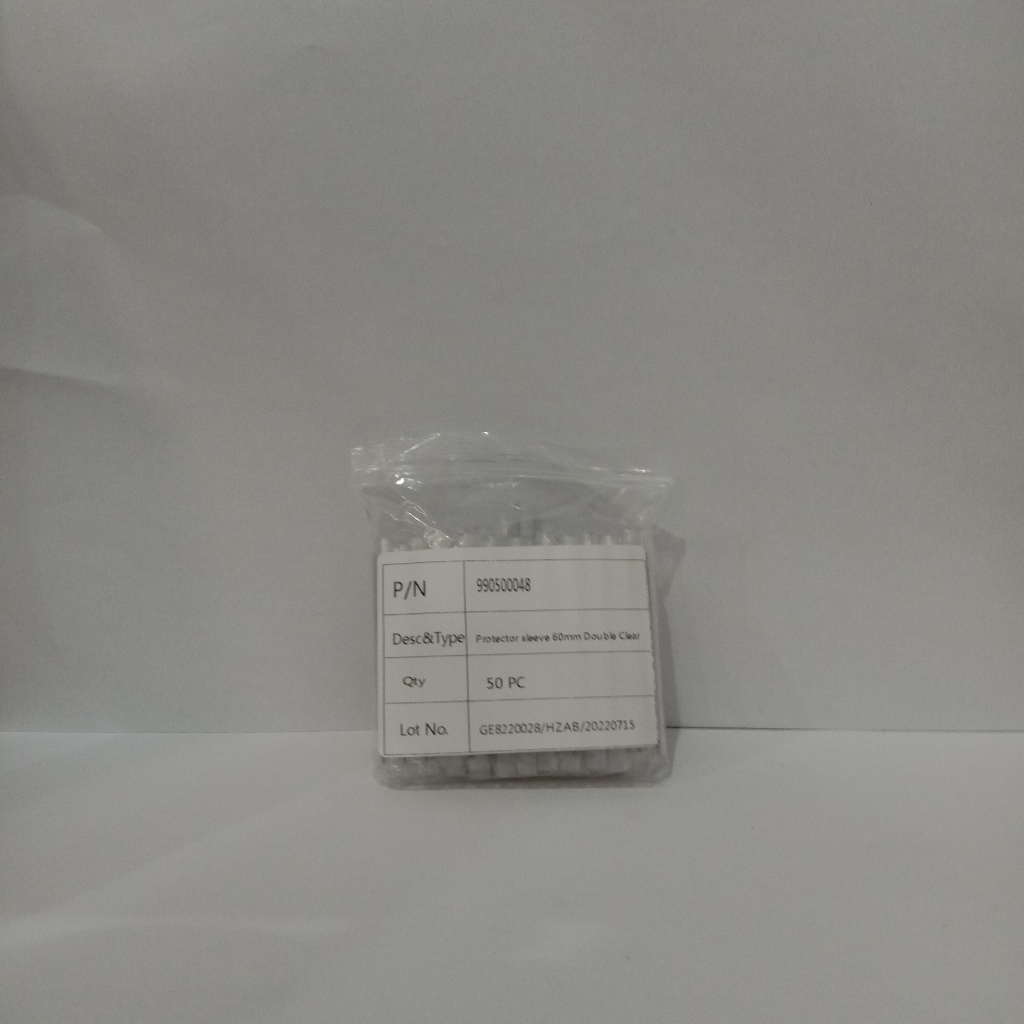 P/N 990500048
Desc&Type Protector sleeve 60mm Double Clear
Qty 50 PC
Lot No. GE8220028/HZAB/20220715